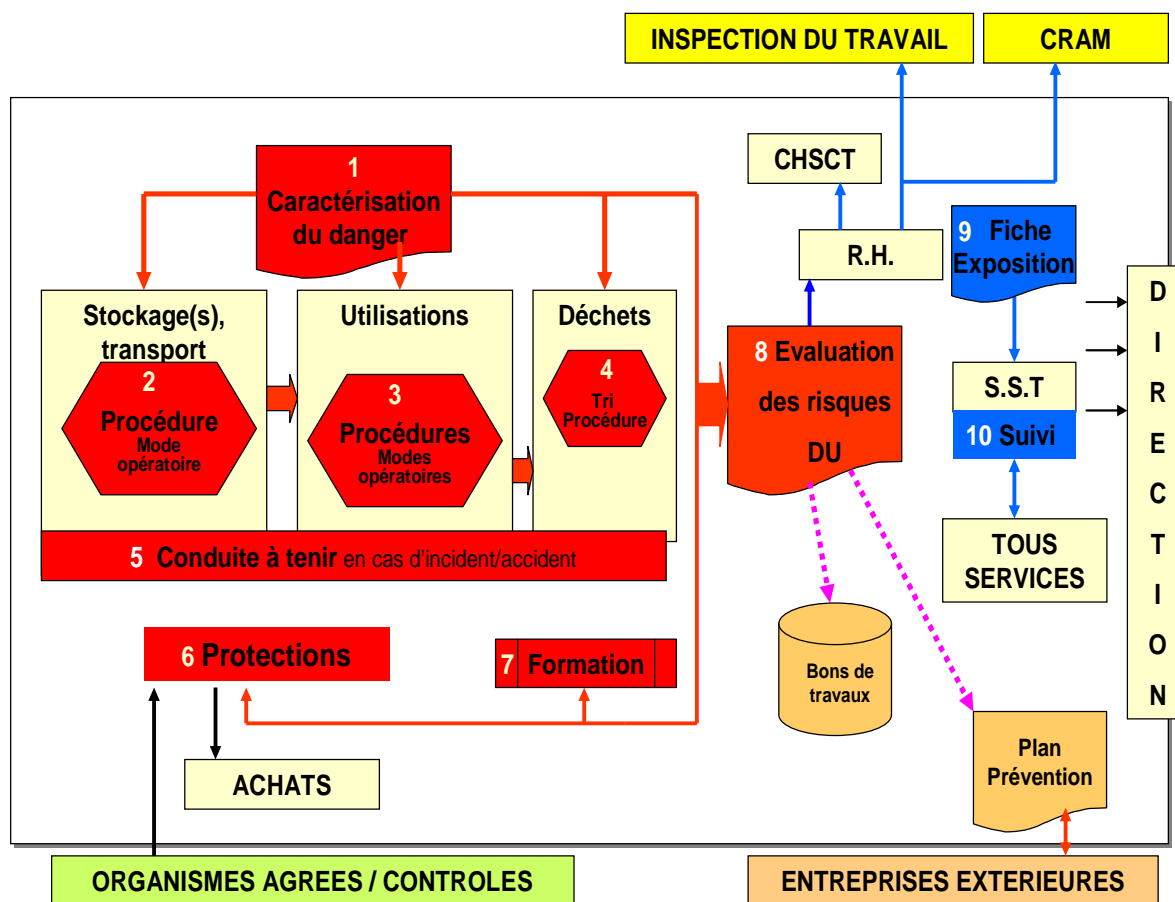 INSPECTION DU TRAVAIL
CRAM
1
Caractérisation
du danger
CHSCT
R.H.
9 Fiche
Exposition
Stockage(s),
transport
2
Procédure
Mode
opératoire
Utilisations
3
Procédures
Modes
opératoires
Déchets
4
Tri
Procédure
8 Evaluation
des risques
DU
S.S.T
10 Suivi
TOUS
SERVICES
D
I
R
E
C
T
I
O
N
5 Conduite à tenir en cas d'incident/accident
6 Protections
7 Formation
ACHATS
Bons de
travaux
Plan
Prévention
ORGANISMES AGREES / CONTROLES
ENTREPRISES EXTERIEURES